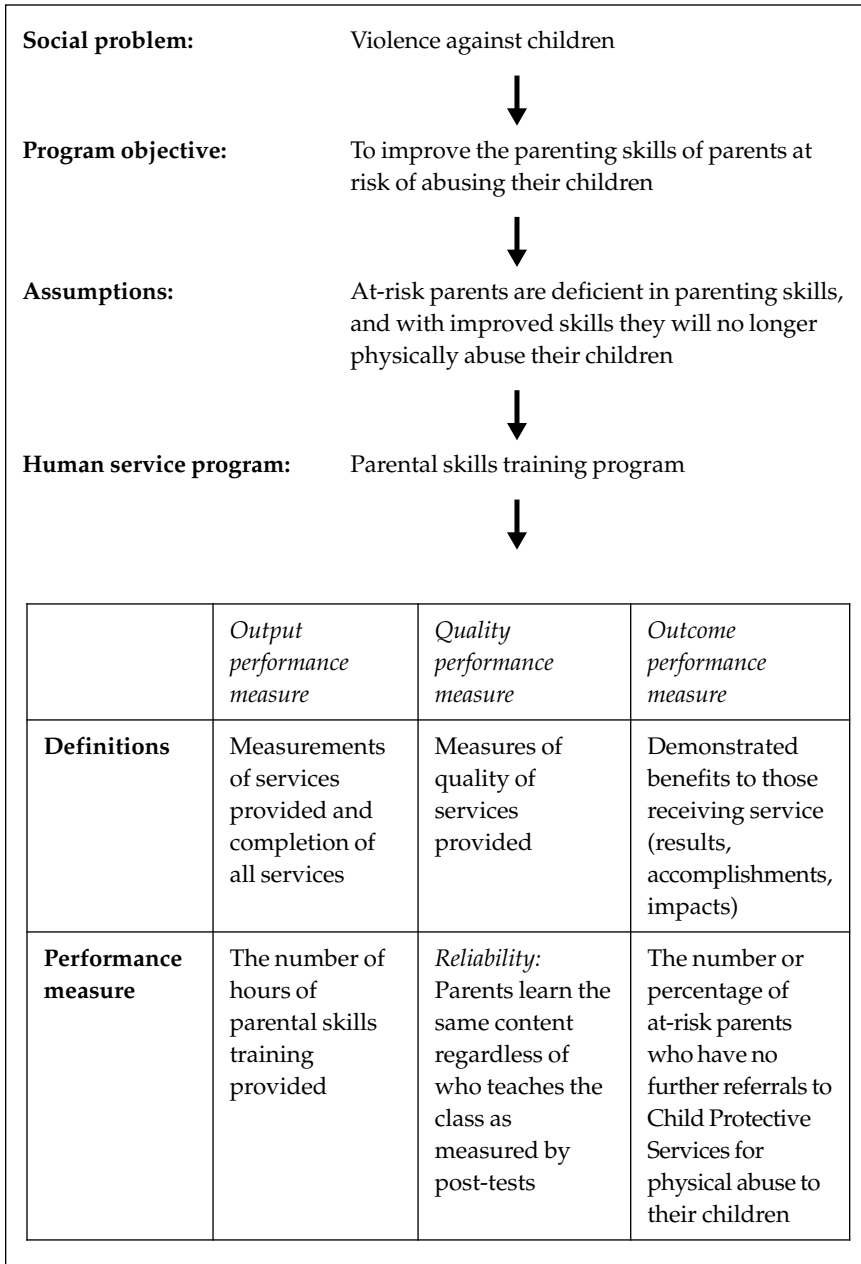 Social problem: Violence against children
Program objective: To improve the parenting skills of parents at
risk of abusing their children
Assumptions: At-risk parents are deficient in parenting skills,
and with improved skills they will no longer
physically abuse their children
Human service program: Parental skills training program
Output
performance
measure
Quality
performance
measure
Outcome
performance
measure
Definitions
Measurements
of services
provided and
completion of
all services
Measures of
quality of
services
provided
Demonstrated
benefits to those
receiving service
(results,
accomplishments,
impacts)
Performance
measure
The number of
hours of
parental skills
training
provided
Reliability:
Parents learn the
same content
regardless of
who teaches the
class as
measured by
post-tests
The number or
percentage of
at-risk parents
who have no
further referrals to
Child Protective
Services for
physical abuse to
their children